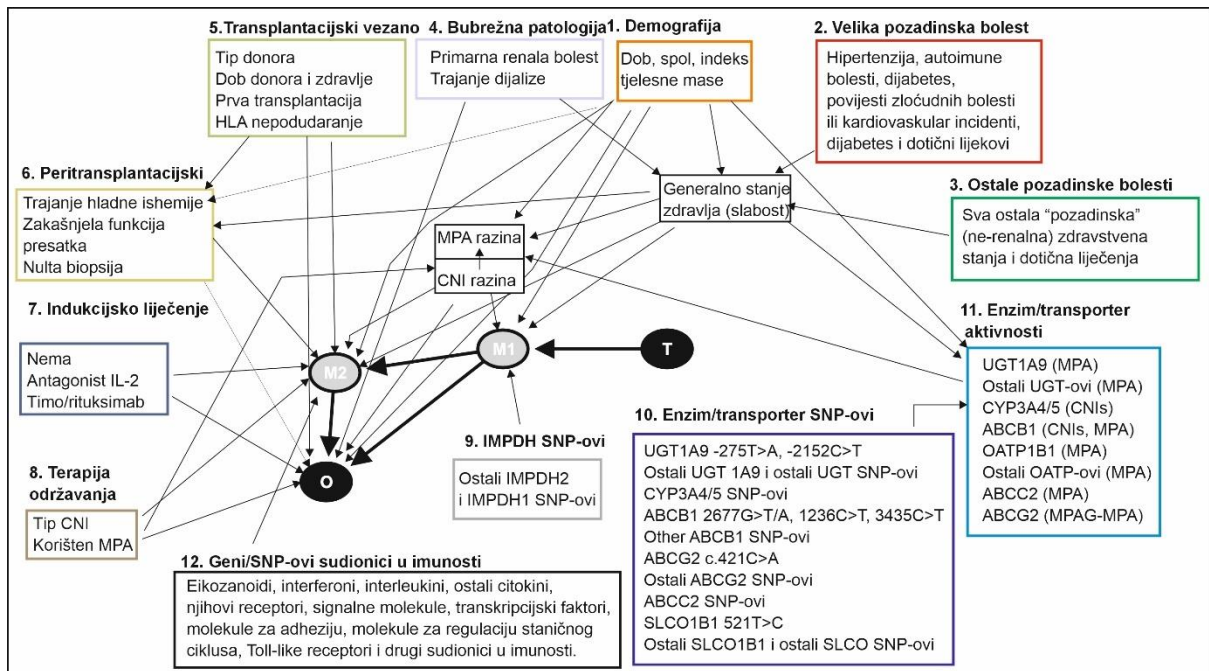 5.Transplantacijski vezano
Tip donora
Dob donora i zdravlje
Prva transplantacija
HLA nepodudaranje
4. Bubrežna patologija
Primarna renala bolest
Trajanje dijalize
1. Demografija
Dob, spol, indeks
tjelesne mase
2. Velika pozadinska bolest
Hipertenzija, autoimune
bolesti, dijabetes,
povijesti zloćudnih bolesti
ili kardiovaskular incidenti,
dijabetes i dotični lijekovi
6. Peritransplantacijski
Trajanje hladne ishemije
Zakašnjela funkcija
presatka
Nulta biopsija
Generalno stanje
zdravlja (slabost)
3. Ostale pozadinske bolesti
Sva ostala “pozadinska”
(ne-renalna) zdravstvena
stanja i dotična liječenja
MPA razina
CNI razina
7. Indukcijsko liječenje
Nema
Antagonist IL-2
Timo/rituksimab
M2
M1
T
O
11. Enzim/transporter
aktivnosti
UGT1A9 (MPA)
Ostali UGT-ovi (MPA)
CYP3A4/5 (CNIs)
ABCB1 (CNIs, MPA)
OATP1B1 (MPA)
Ostali OATP-ovi (MPA)
ABCC2 (MPA)
ABCG2 (MPAG-MPA)
10. Enzim/transporter SNP-ovi
UGT1A9 -275T>A, -2152C>T
Ostali UGT 1A9 i ostali UGT SNP-ovi
CYP3A4/5 SNP-ovi
ABCB1 2677G>T/A, 1236C>T, 3435C>T
Other ABCB1 SNP-ovi
ABCG2 c.421C>A
Ostali ABCG2 SNP-ovi
ABCC2 SNP-ovi
SLCO1B1 521T>C
Ostali SLCO1B1 i ostali SLCO SNP-ovi
9. IMPDH SNP-ovi
Ostali IMPDH2
i IMPDH1 SNP-ovi
8. Terapija
održavanja
Tip CNI
Korišten MPA
12. Geni/SNP-ovi sudionici u imunosti
Eikozanoidi, interferoni, interleukini, ostali citokini,
njihovi receptori, signalne molekule, transkripcijski faktori,
molekule za adheziju, molekule za regulaciju staničnog
ciklusa, Toll-like receptori i drugi sudionici u imunosti.